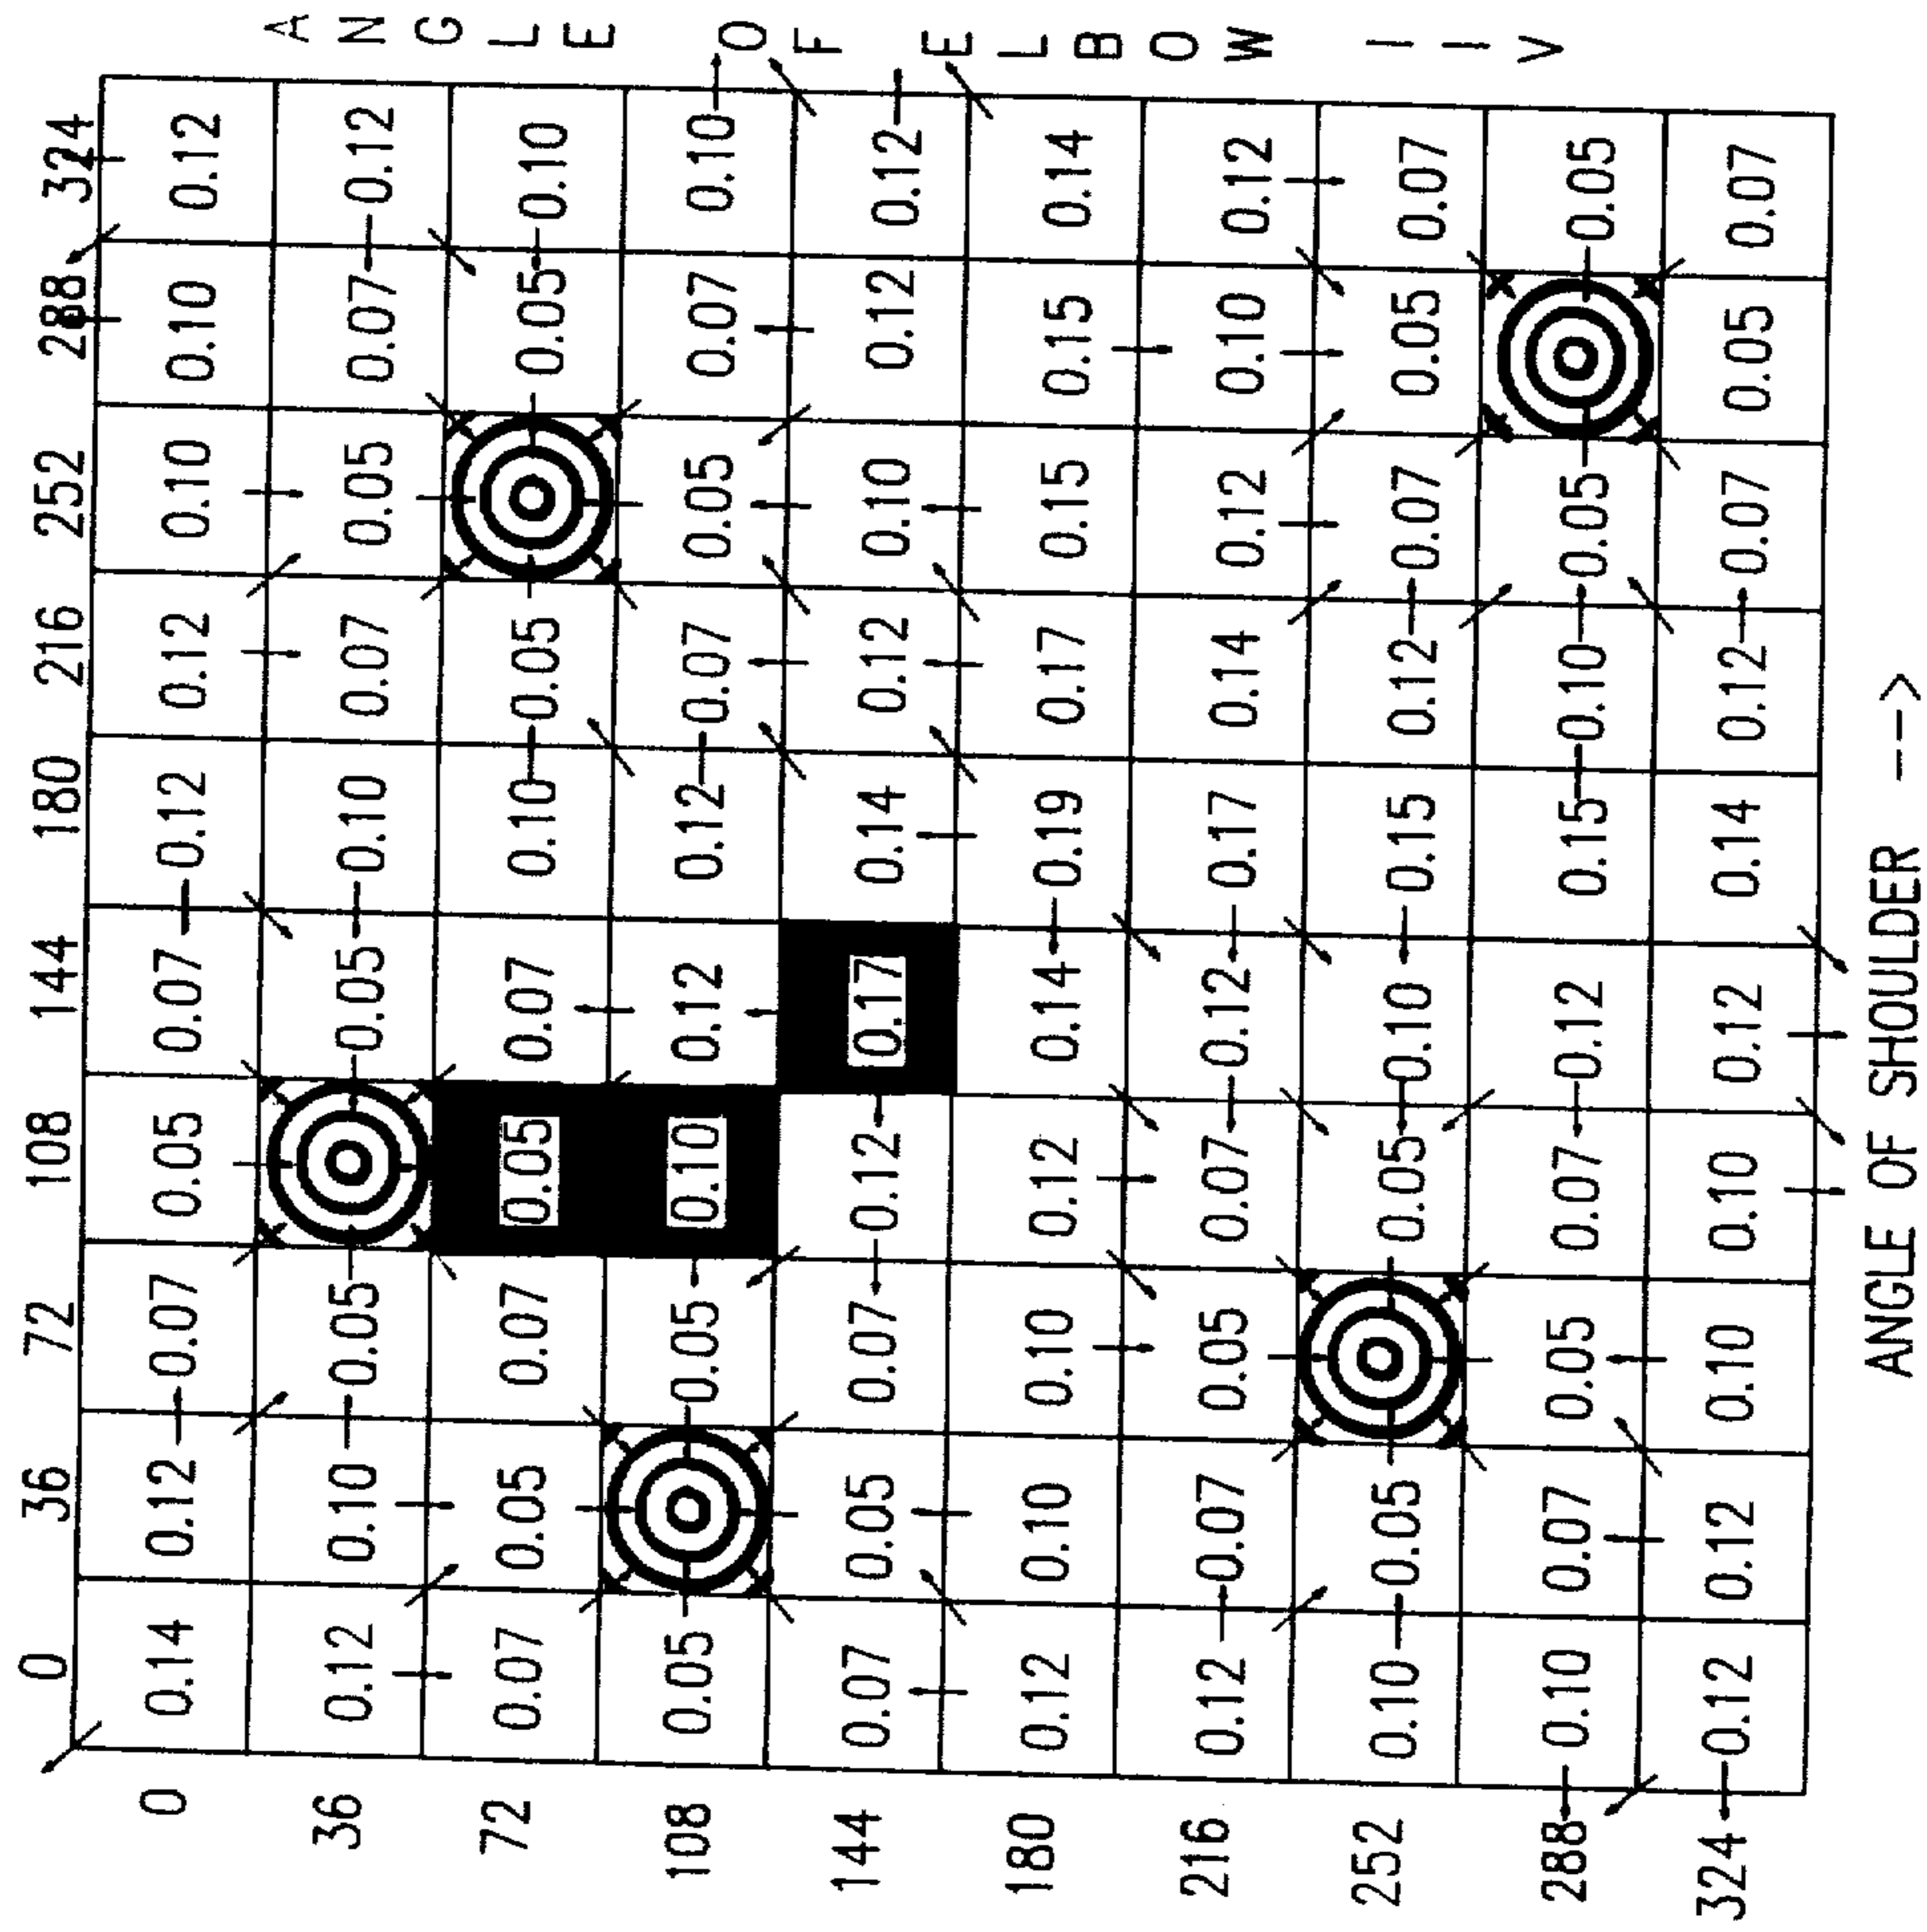 0 36 72 108 144 180 216 252 288 324
0 0.14 0.12 0.07 0.05 0.07 0.12 0.12 0.10 0.10 0.12
36 0.12 0.10 0.05 0.05 0.10 0.07 0.05 0.07 0.12
72 0.07 0.05 0.07 0.05 0.07 0.10 0.05 0.05 0.10
108 0.05 0.05 0.10 0.12 0.12 0.07 0.05 0.07 0.10
144 0.07 0.05 0.07 0.12 0.17 0.14 0.12 0.10 0.12 0.12
180 0.12 0.10 0.10 0.12 0.14 0.19 0.17 0.15 0.15 0.14
216 0.12 0.07 0.05 0.07 0.12 0.17 0.14 0.12 0.10 0.12
252 0.10 0.05 0.05 0.10 0.15 0.12 0.07 0.05 0.07
288 0.10 0.07 0.05 0.07 0.12 0.15 0.10 0.05 0.05
324 0.12 0.12 0.10 0.10 0.12 0.14 0.12 0.07 0.05 0.07
ANGLE OF SHOULDER -->
ANGLE OF ELBOW --V